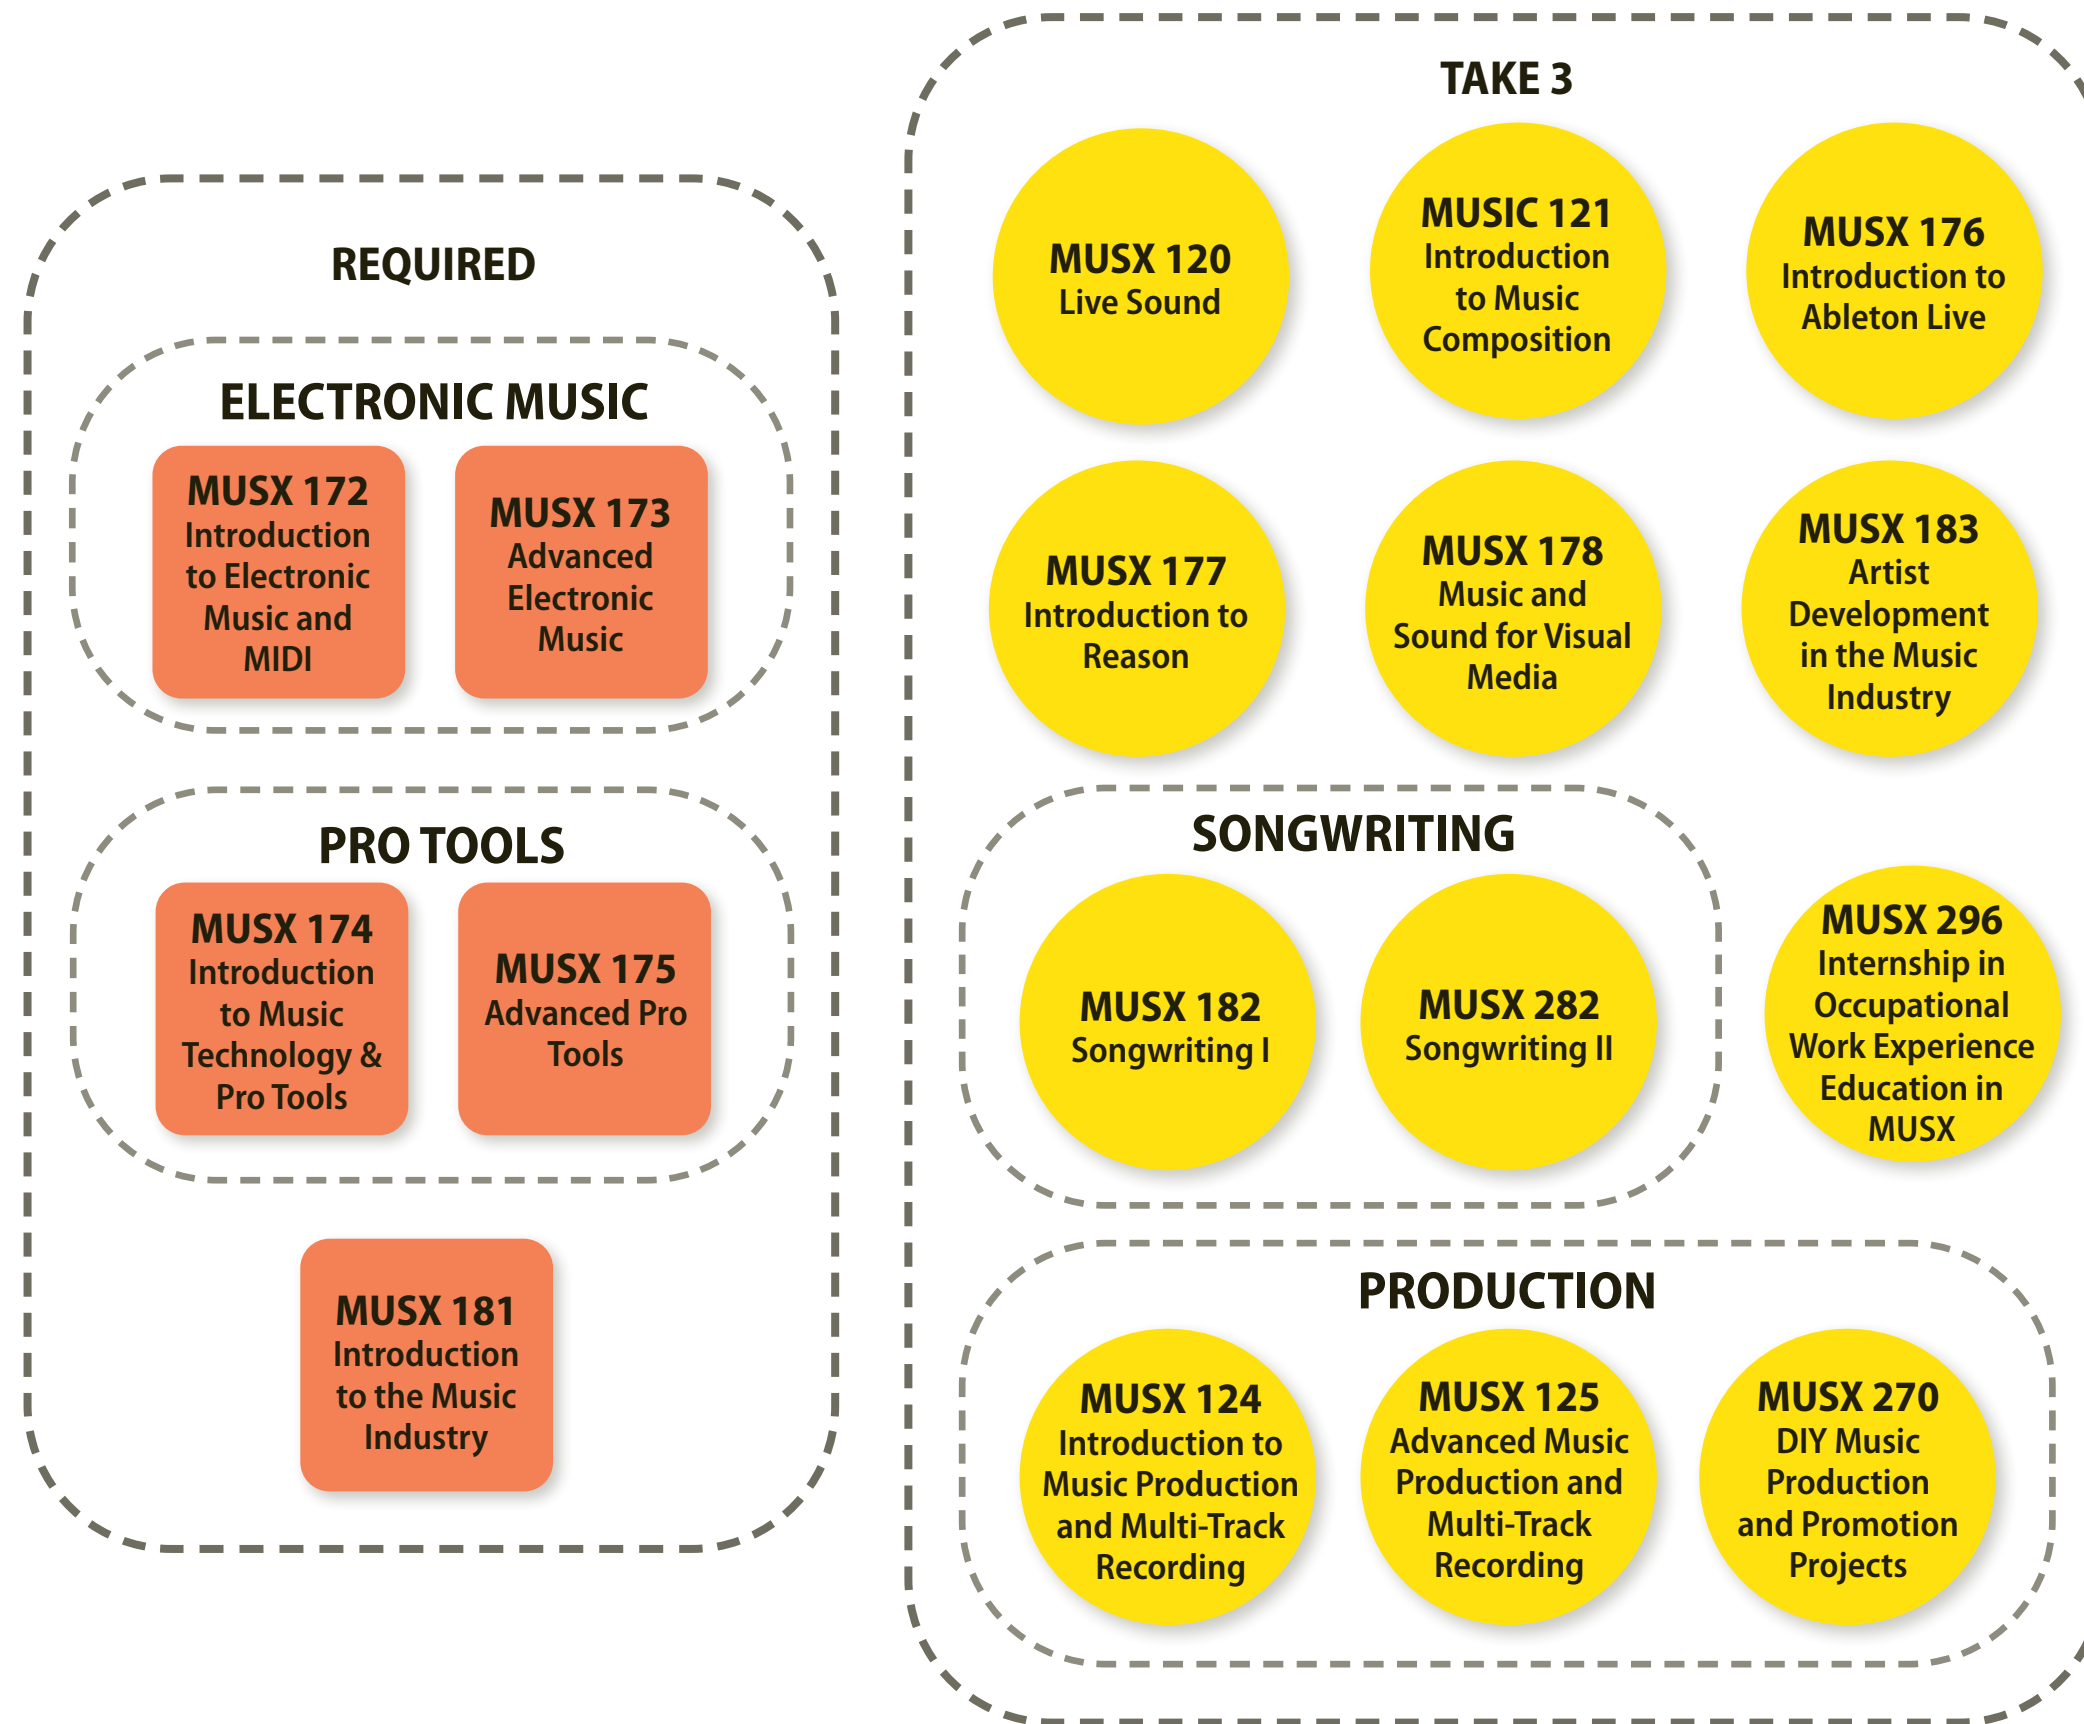 REQUIRED
ELECTRONIC MUSIC
MUSX 172
Introduction
to Electronic
Music and
MIDI
MUSX 173
Advanced
Electronic
Music
PRO TOOLS
MUSX 174
Introduction
to Music
Technology &
Pro Tools
MUSX 175
Advanced Pro
Tools
MUSX 181
Introduction
to the Music
Industry
TAKE 3
MUSX 120
Live Sound
MUSIC 121
Introduction
to Music
Composition
MUSX 176
Introduction to
Ableton Live
MUSX 177
Introduction to
Reason
MUSX 178
Music and
Sound for Visual
Media
MUSX 183
Artist
Development
in the Music
Industry
SONGWRITING
MUSX 182
Songwriting I
MUSX 282
Songwriting II
MUSX 296
Internship in
Occupational
Work Experience
Education in
MUSX
PRODUCTION
MUSX 124
Introduction to
Music Production
and Multi-Track
Recording
MUSX 125
Advanced Music
Production and
Multi-Track
Recording
MUSX 270
DIY Music
Production
and Promotion
Projects